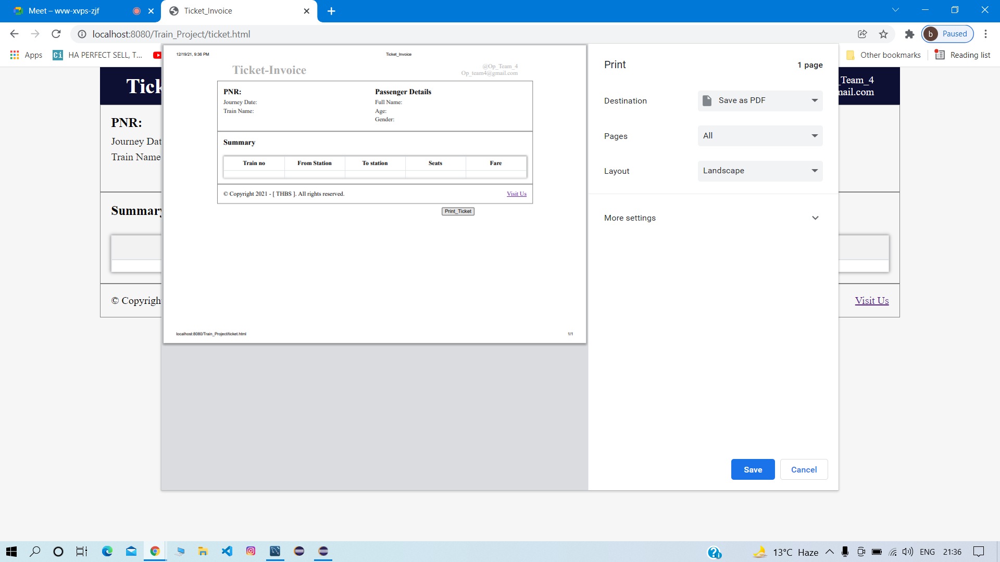 Meet – wvw-xvps-zjf
Ticket_Invoice
localhost:8080/Train_Project/ticket.html
b Paused
Apps
Ci HA PERFECT SELL, T...
Other bookmarks
Reading list
Tick
_Team_4
mail.com
PNR:
Journey Dat
Train Name
Summary
© Copyrigh
Visit Us
12/19/21, 9:36 PM
Ticket_Invoice
Ticket-Invoice
@Op_Team_4
Op_team4@gmail.com
PNR:
Journey Date:
Train Name:
Passenger Details
Full Name:
Age:
Gender:
Summary
Train no From Station To station Seats Fare
© Copyright 2021 - [ THBS ]. All rights reserved.
Visit Us
Print_Ticket
localhost:8080/Train_Project/ticket.html
1/1
Print
1 page
Destination
Save as PDF
Pages
All
Layout
Landscape
More settings
Save
Cancel
13°C Haze
ENG
21:36